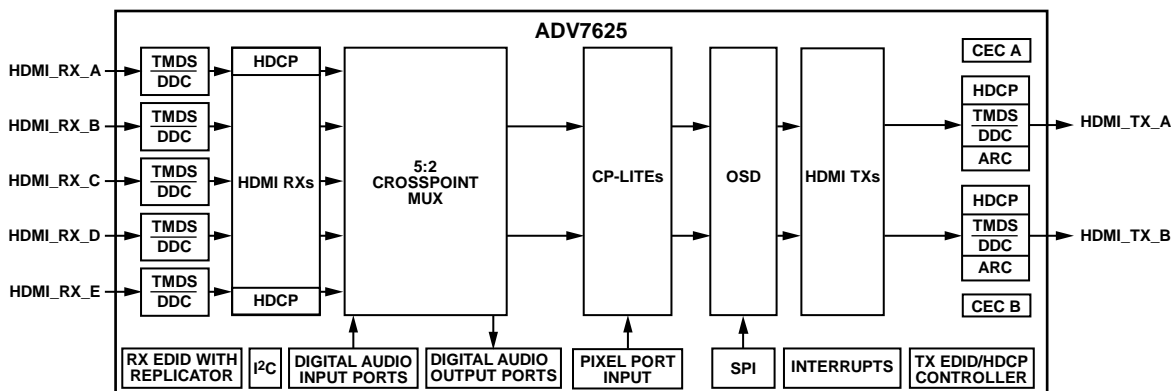 ADV7625
HDMI_RX_A
HDMI_RX_B
HDMI_RX_C
HDMI_RX_D
HDMI_RX_E
TMDS
DDC
TMDS
DDC
TMDS
DDC
TMDS
DDC
TMDS
DDC
HDCP
HDMI RXs
HDCP
5:2
CROSSPOINT
MUX
CP-LITEs
OSD
HDMI TXs
CEC A
HDCP
TMDS
DDC
ARC
HDMI_TX_A
HDCP
TMDS
DDC
ARC
HDMI_TX_B
CEC B
RX EDID WITH
REPLICATOR
I²C
DIGITAL AUDIO
INPUT PORTS
DIGITAL AUDIO
OUTPUT PORTS
PIXEL PORT
INPUT
SPI
INTERRUPTS
TX EDID/HDCP
CONTROLLER